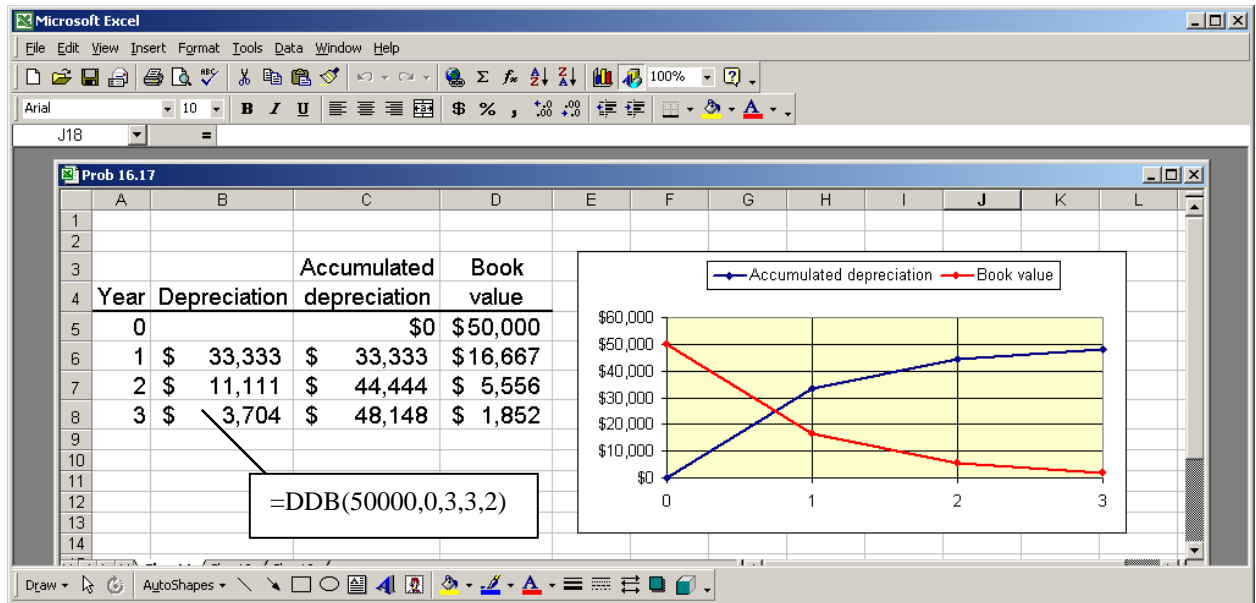 Microsoft Excel
File Edit View Insert Format Tools Data Window Help
ABC Σ fx A Z Z A 100% ?
Arial 10 B I U $ % , .00 .0 A
J18 =
Prob 16.17
A B C D E F G H I J K L
1
2
3 Accumulated Book
4 Year Depreciation depreciation value
5 0 $0 $50,000
6 1 $ 33,333 $ 33,333 $16,667
7 2 $ 11,111 $ 44,444 $ 5,556
8 3 $ 3,704 $ 48,148 $ 1,852
9
10
11
12
13
14
=DDB(50000,0,3,3,2)
Accumulated depreciation Book value
$60,000
$50,000
$40,000
$30,000
$20,000
$10,000
$0
0 1 2 3
Draw AutoShapes A A